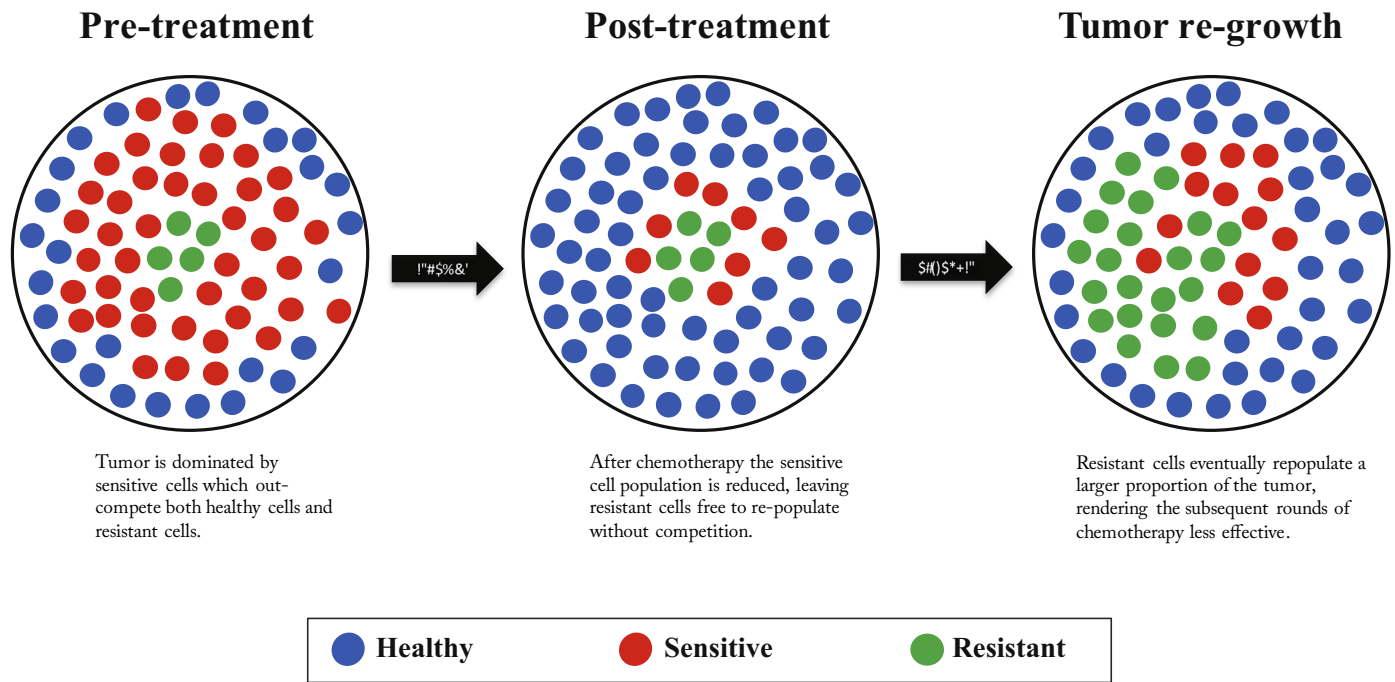 Pre-treatment
Post-treatment
Tumor re-growth
!"#$%&'
$#()$*+!"
Tumor is dominated by
sensitive cells which out-
compete both healthy cells and
resistant cells.
After chemotherapy the sensitive
cell population is reduced, leaving
resistant cells free to re-populate
without competition.
Resistant cells eventually repopulate a
larger proportion of the tumor,
rendering the subsequent rounds of
chemotherapy less effective.
Healthy
Sensitive
Resistant